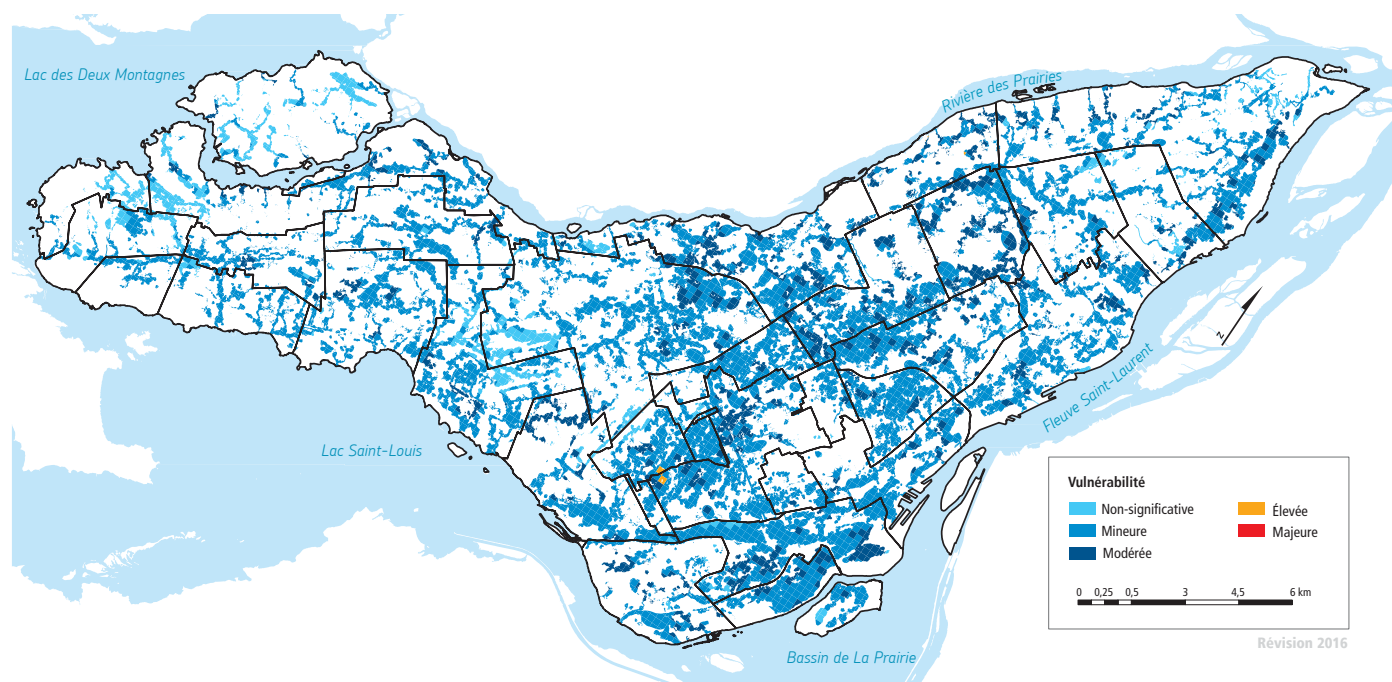 Lac des Deux Montagnes
Rivière des Prairies
Fleuve Saint-Laurent
Lac Saint-Louis
Bassin de La Prairie
N
Vulnérabilité
Non-significative
Mineure
Modérée
Élevée
Majeure
0 0,25 0,5 3 4,5 6 km
Révision 2016